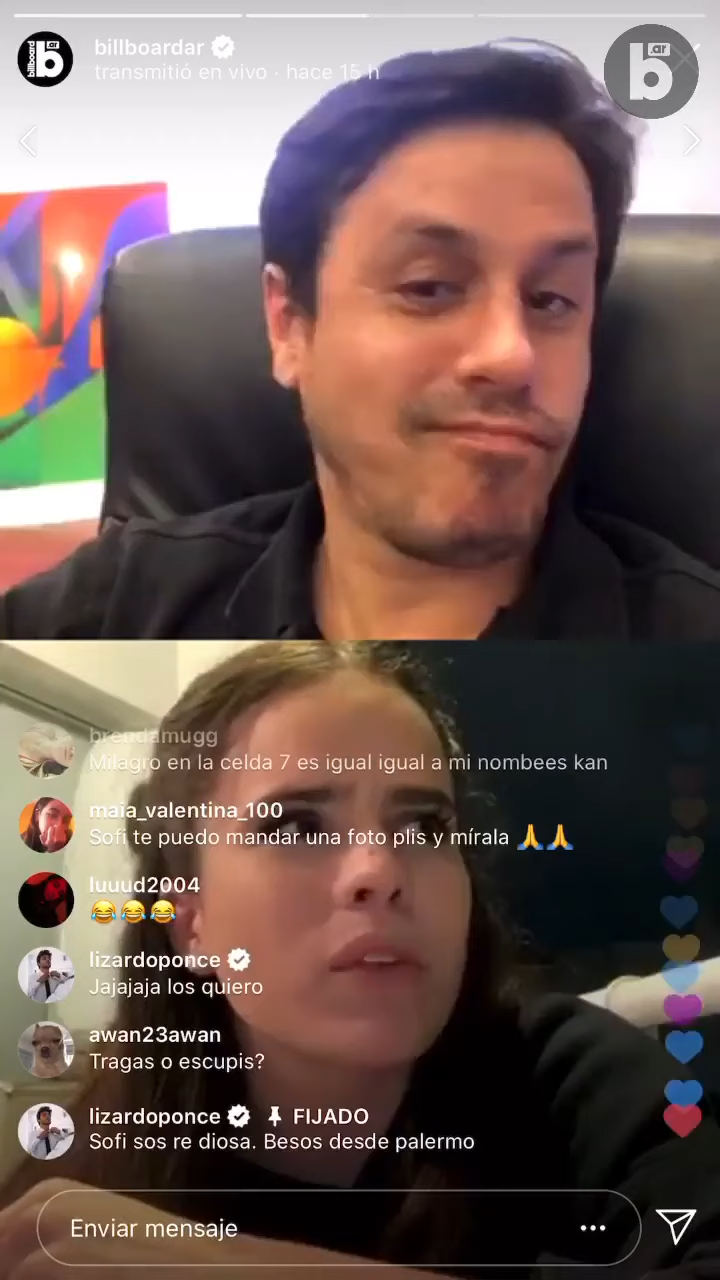 billboardar
transmitió en vivo · hace 15 h
billboard
b
.ar
b
brendamugg
Milagro en la celda 7 es igual igual a mi nombees kan
maia_valentina_100
Sofi te puedo mandar una foto plis y mírala 🙏🙏
luuud2004
😂😂😂
lizardoponce
Jajajaja los quiero
awan23awan
Tragas o escupis?
lizardoponce FIJADO
Sofi sos re diosa. Besos desde palermo
Enviar mensaje